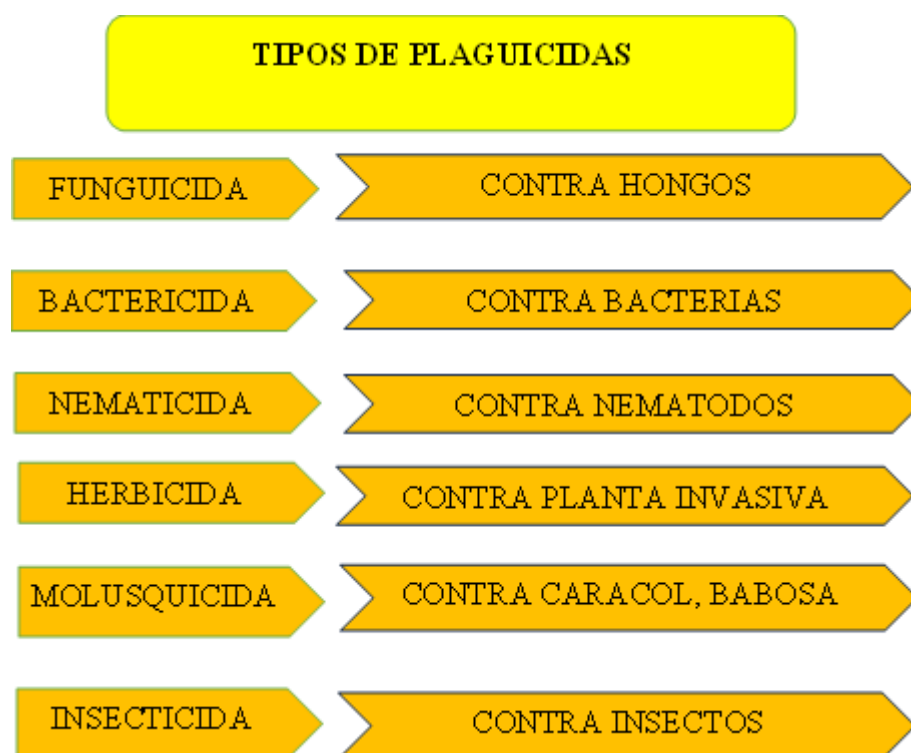 TIPOS DE PLAGUICIDAS
FUNGUICIDA
CONTRA HONGOS
BACTERICIDA
CONTRA BACTERIAS
NEMATICIDA
CONTRA NEMATODOS
HERBICIDA
CONTRA PLANTA INVASIVA
MOLUSQUICIDA
CONTRA CARACOL, BABOSA
INSECTICIDA
CONTRA INSECTOS